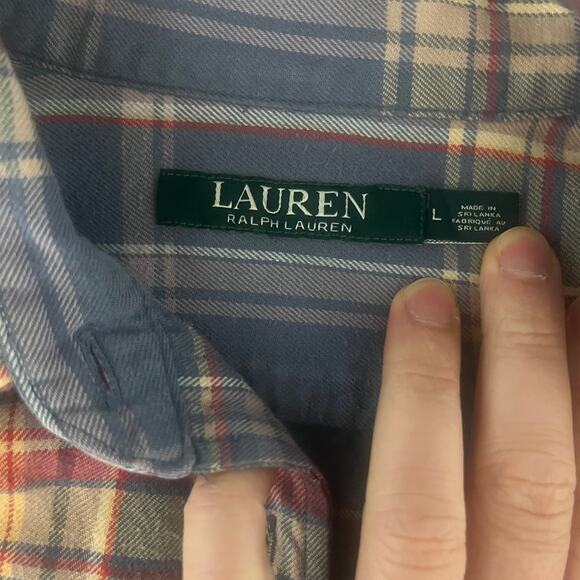 LAUREN
RALPH LAUREN
L
MADE IN
SRI LANKA
FABRIQUÉ AU
SRI LANKA